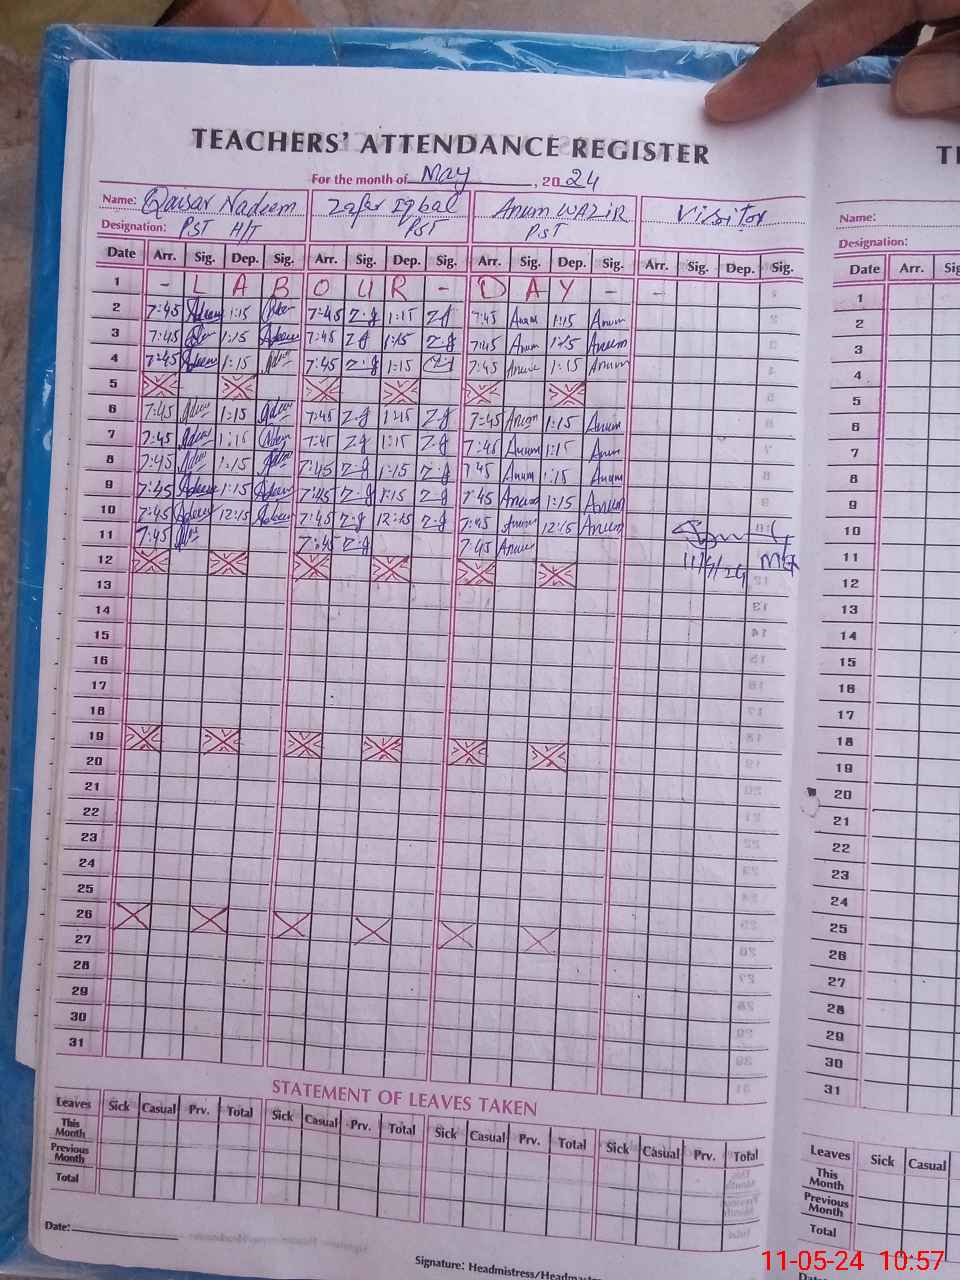 TEACHERS' ATTENDANCE REGISTER
For the month of May, 2024
Name: Qaisar Nadeem Zafar Iqbal Anum WAZIR Visitor
Designation: PST H/T PST PST
Date Arr. Sig. Dep. Sig. Arr. Sig. Dep. Sig. Arr. Sig. Dep. Sig. Arr. Sig. Dep. Sig.
1 - L A B O U R - D A Y - -
2 7:45 1:15 7:45 Z.J 1:15 Z.J 7:45 Anum 1:15 Anum
3 7:45 1:15 7:45 Z.J 1:15 Z.J 7:45 Anum 1:15 Anum
4 7:45 1:15 7:45 Z.J 1:15 7:45 Anum 1:15 Anum
5
6 7:45 1:15 7:45 Z.J 1:15 Z.J 7:45 Anum 1:15 Anum
7 7:45 1:15 7:45 Z.J 1:15 Z.J 7:45 Anum 1:15 Anum
8 7:45 1:15 7:45 Z.J 1:15 Z.J 7:45 Anum 1:15 Anum
9 7:45 1:15 7:45 Z.J 1:15 Z.J 7:45 Anum 1:15 Anum
10 7:45 12:15 7:45 Z.J 12:15 Z.J 7:45 Anum 12:15 Anum
11 7:45 7:45 Z.J 7:45 Anum
12
13
14
15
16
17
18
19
20
21
22
23
24
25
26
27
28
29
30
31
STATEMENT OF LEAVES TAKEN
Leaves Sick Casual Prv. Total Sick Casual Prv. Total Sick Casual Prv. Total Sick Casual Prv. Total
This Month
Previous Month
Total
Date:
Signature: Headmistress/Headmas
T
Name:
Designation:
Date Arr. Sig
1
2
3
4
5
6
7
8
9
10
11
12
13
14
15
16
17
18
19
20
21
22
23
24
25
26
27
28
29
30
31
Leaves Sick Casual
This Month
Previous Month
Total
11-05-24 10:57